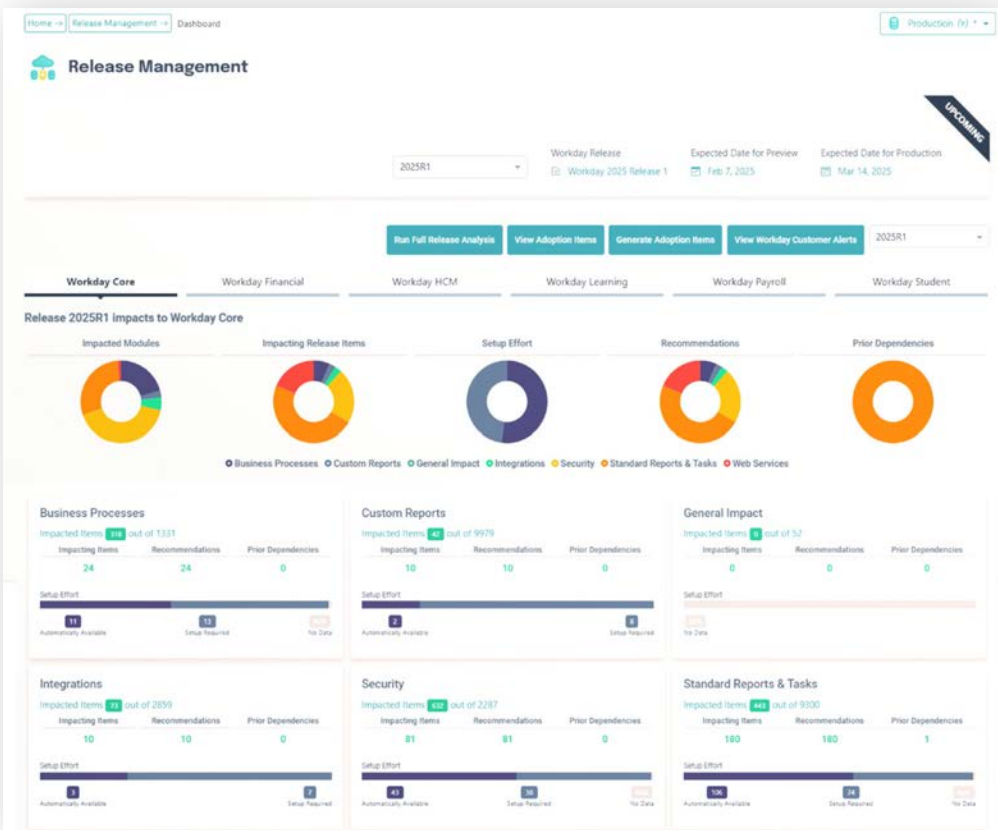 Home → Release Management → Dashboard
Production
Release Management
UPCOMING
2025R1
Workday Release
Expected Date for Preview
Expected Date for Production
Workday 2025 Release 1
Feb 7, 2025
Mar 14, 2025
Run Full Release Analysis
View Adoption Items
Generate Adoption Items
View Workday Customer Alerts
2025R1
Workday Core
Workday Financial
Workday HCM
Workday Learning
Workday Payroll
Workday Student
Release 2025R1 impacts to Workday Core
Impacted Modules
Impacting Release Items
Setup Effort
Recommendations
Prior Dependencies
Business Processes Custom Reports General Impact Integrations Security Standard Reports & Tasks Web Services
Business Processes
Impacted Items 318 out of 1331
Impacting Items Recommendations Prior Dependencies
24 24 0
Setup Effort
11 13
Automatically Available Setup Required No Data
Custom Reports
Impacted Items 42 out of 9979
Impacting Items Recommendations Prior Dependencies
10 10 0
Setup Effort
2 8
Automatically Available Setup Required
General Impact
Impacted Items 0 out of 52
Impacting Items Recommendations Prior Dependencies
0 0 0
Setup Effort
No Data
Integrations
Impacted Items 73 out of 2859
Impacting Items Recommendations Prior Dependencies
10 10 0
Setup Effort
3 7
Automatically Available Setup Required
Security
Impacted Items 632 out of 2287
Impacting Items Recommendations Prior Dependencies
81 81 0
Setup Effort
43
Automatically Available Setup Required No Data
Standard Reports & Tasks
Impacted Items 443 out of 9300
Impacting Items Recommendations Prior Dependencies
180 180 1
Setup Effort
106
Automatically Available Setup Required No Data